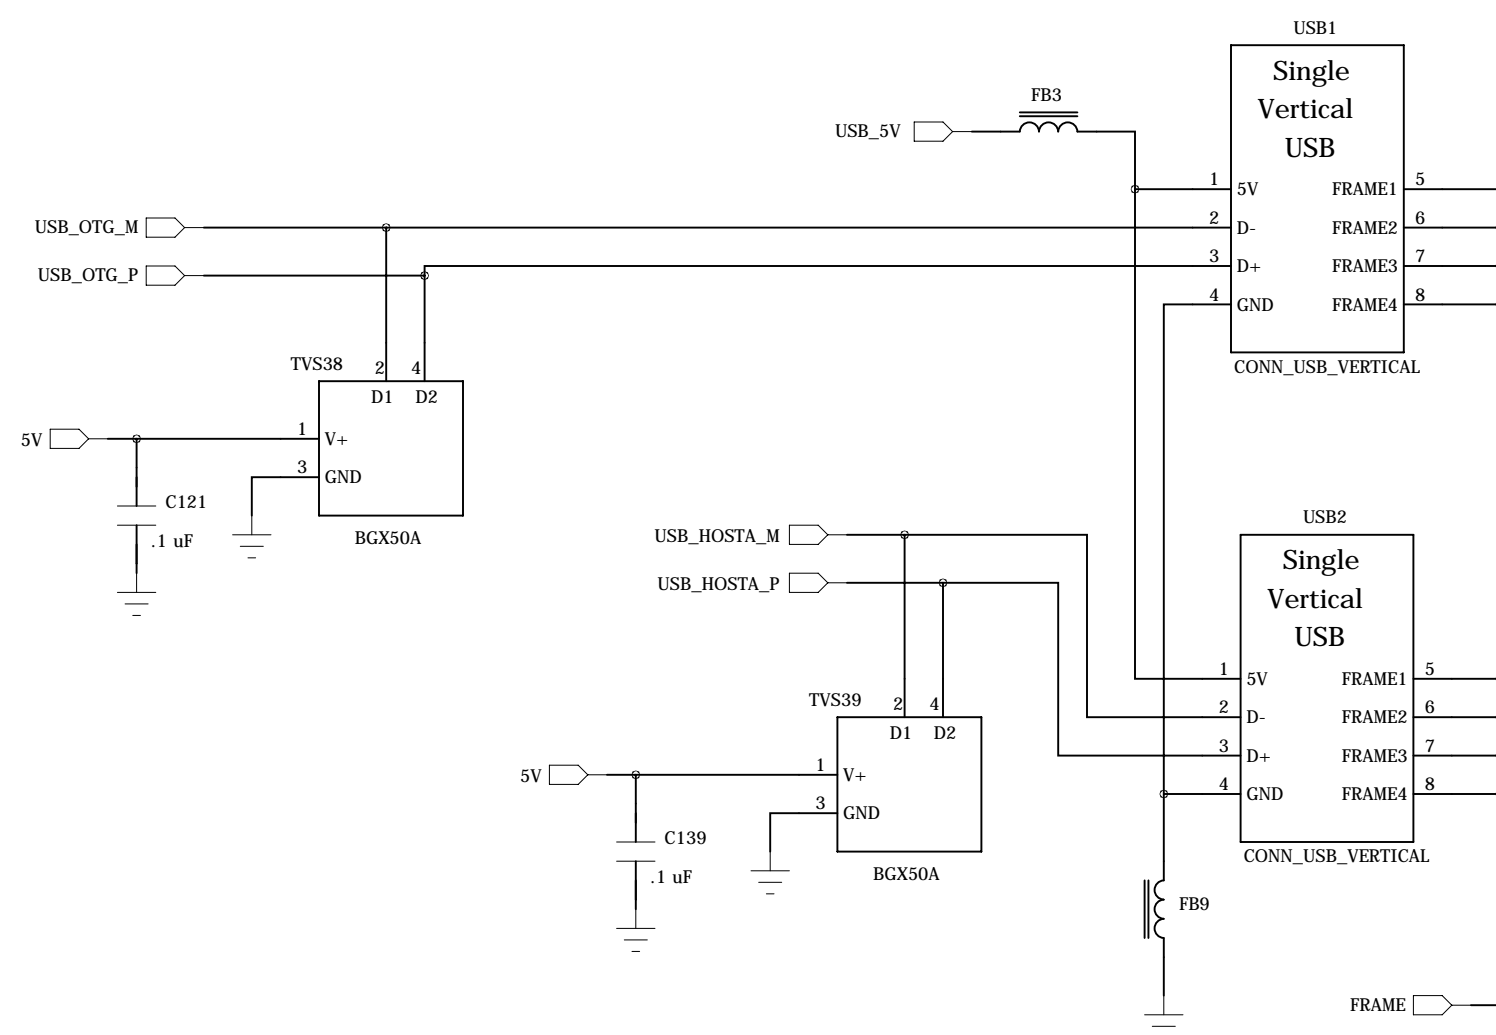 USB1
Single
Vertical
USB
FB3
USB_5V
1 5V FRAME1 5
USB_OTG_M
2 D- FRAME2 6
USB_OTG_P
3 D+ FRAME3 7
4 GND FRAME4 8
CONN_USB_VERTICAL
TVS38
2 4
D1 D2
5V
1 V+
3 GND
C121
.1 uF
BGX50A
USB2
USB_HOSTA_M
USB_HOSTA_P
Single
Vertical
USB
1 5V FRAME1 5
2 D- FRAME2 6
3 D+ FRAME3 7
4 GND FRAME4 8
CONN_USB_VERTICAL
TVS39
2 4
D1 D2
5V
1 V+
3 GND
C139
.1 uF
BGX50A
FB9
FRAME